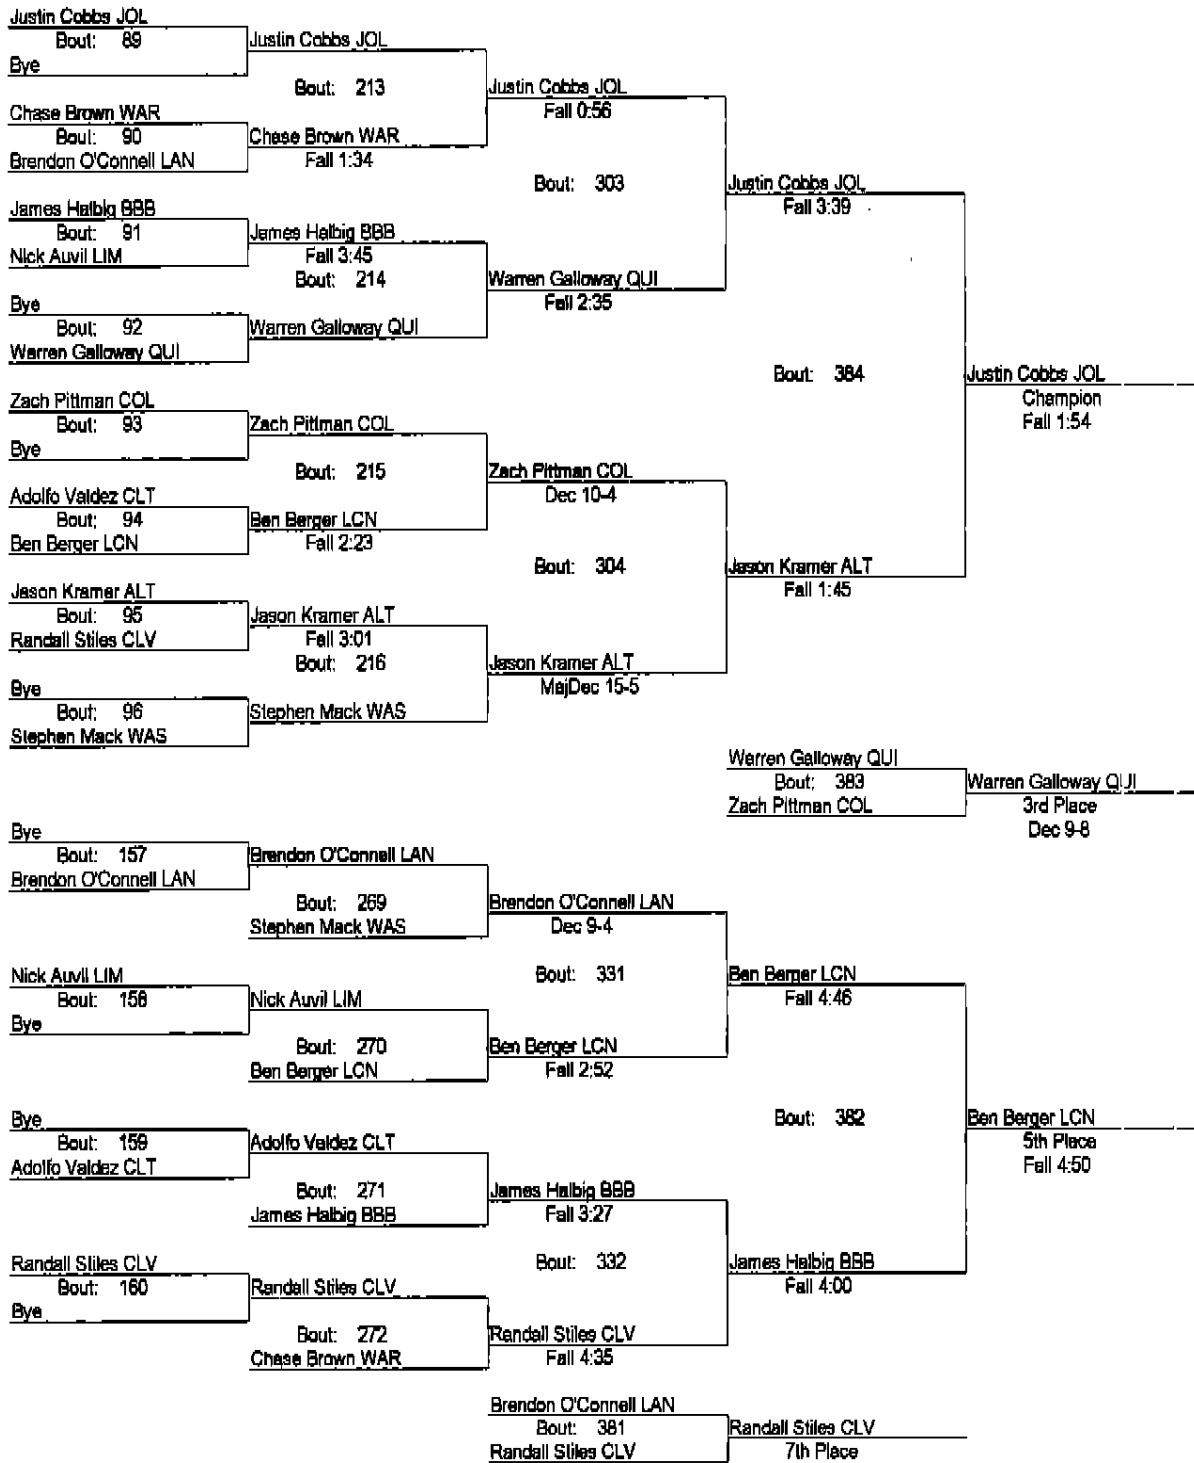 Justin Cobbs JOL
Bout: 89
Bye
Justin Cobbs JOL
Bout: 213
Chase Brown WAR
Bout: 90
Brendon O'Connell LAN
Chase Brown WAR
Fall 1:34
Justin Cobbs JOL
Fall 0:56
Bout: 303
James Halbig BBB
Bout: 91
Nick Auvil LIM
James Halbig BBB
Fall 3:45
Bout: 214
Bye
Bout: 92
Warren Galloway QUI
Warren Galloway QUI
Warren Galloway QUI
Fall 2:35
Justin Cobbs JOL
Fall 3:39
Bout: 384
Justin Cobbs JOL
Champion
Fall 1:54
Zach Pittman COL
Bout: 93
Bye
Zach Pittman COL
Bout: 215
Adolfo Valdez CLT
Bout: 94
Ben Berger LCN
Ben Berger LCN
Fall 2:23
Zach Pittman COL
Dec 10-4
Bout: 304
Jason Kramer ALT
Fall 1:45
Jason Kramer ALT
Bout: 95
Randall Stiles CLV
Jason Kramer ALT
Fall 3:01
Bout: 216
Bye
Bout: 96
Stephen Mack WAS
Stephen Mack WAS
Jason Kramer ALT
MajDec 15-5
Warren Galloway QUI
Bout: 383
Zach Pittman COL
Warren Galloway QUI
3rd Place
Dec 9-8
Bye
Bout: 157
Brendon O'Connell LAN
Brendon O'Connell LAN
Bout: 269
Stephen Mack WAS
Brendon O'Connell LAN
Dec 9-4
Bout: 331
Nick Auvil LIM
Bout: 158
Bye
Nick Auvil LIM
Bout: 270
Ben Berger LCN
Ben Berger LCN
Fall 2:52
Ben Berger LCN
Fall 4:46
Bout: 382
Ben Berger LCN
5th Place
Fall 4:50
Bye
Bout: 159
Adolfo Valdez CLT
Adolfo Valdez CLT
Bout: 271
James Halbig BBB
James Halbig BBB
Fall 3:27
Bout: 332
James Halbig BBB
Fall 4:00
Randall Stiles CLV
Bout: 160
Bye
Randall Stiles CLV
Bout: 272
Chase Brown WAR
Randall Stiles CLV
Fall 4:35
Brendon O'Connell LAN
Bout: 381
Randall Stiles CLV
Randall Stiles CLV
7th Place